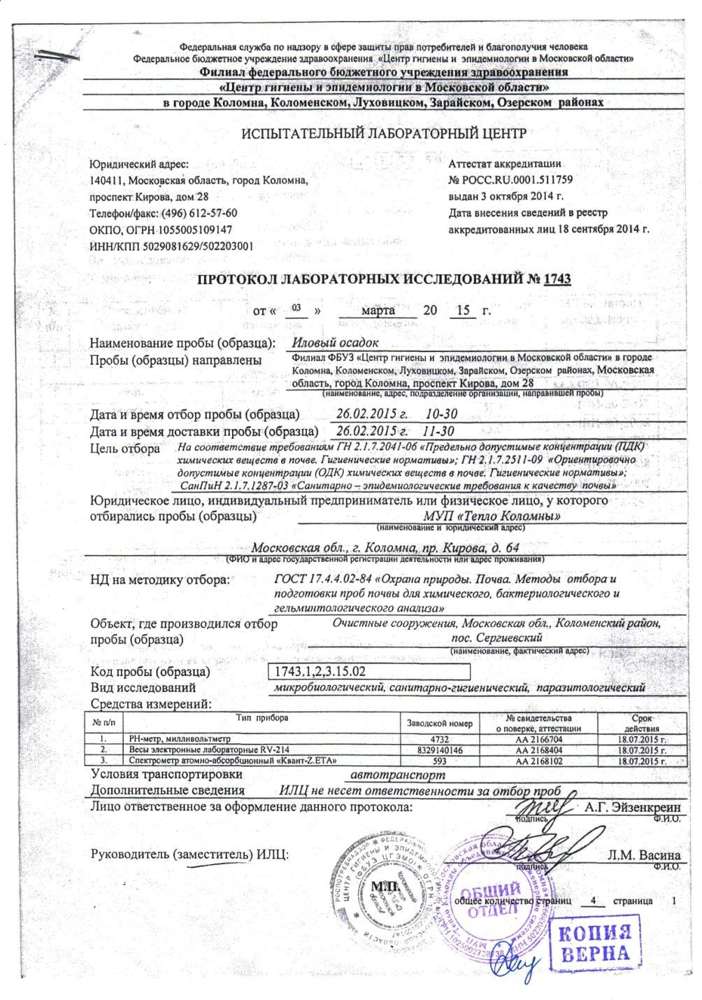 Федеральная служба по надзору в сфере защиты прав потребителей и благополучия человека
Федеральное бюджетное учреждение здравоохранения «Центр гигиены и эпидемиологии в Московской области»
Филиал федерального бюджетного учреждения здравоохранения
«Центр гигиены и эпидемиологии в Московской области»
в городе Коломна, Коломенском, Луховицком, Зарайском, Озерском районах
ИСПЫТАТЕЛЬНЫЙ ЛАБОРАТОРНЫЙ ЦЕНТР
Юридический адрес:
140411, Московская область, город Коломна,
проспект Кирова, дом 28
Телефон/факс: (496) 612-57-60
ОКПО, ОГРН 1055005109147
ИНН/КПП 5029081629/502203001
Аттестат аккредитации
№ РОСС.RU.0001.511759
выдан 3 октября 2014 г.
Дата внесения сведений в реестр
аккредитованных лиц 18 сентября 2014 г.
ПРОТОКОЛ ЛАБОРАТОРНЫХ ИССЛЕДОВАНИЙ № 1743
от « 03 » марта 20 15 г.
Наименование пробы (образца): Иловый осадок
Пробы (образцы) направлены Филиал ФБУЗ «Центр гигиены и эпидемиологии в Московской области» в городе
Коломна, Коломенском, Луховицком, Зарайском, Озерском районах, Московская
область, город Коломна, проспект Кирова, дом 28
(наименование, адрес, подразделение организации, направившей пробы)
Дата и время отбор пробы (образца) 26.02.2015 г. 10-30
Дата и время доставки пробы (образца) 26.02.2015 г. 11-30
Цель отбора На соответствие требованиям ГН 2.1.7.2041-06 «Предельно допустимые концентрации (ПДК)
химических веществ в почве. Гигиенические нормативы»; ГН 2.1.7.2511-09 «Ориентировочно
допустимые концентрации (ОДК) химических веществ в почве. Гигиенические нормативы»;
СанПиН 2.1.7.1287-03 «Санитарно – эпидемиологические требования к качеству почвы»
Юридическое лицо, индивидуальный предприниматель или физическое лицо, у которого
отбирались пробы (образцы) МУП «Тепло Коломны»
(наименование и юридический адрес)
Московская обл., г. Коломна, пр. Кирова, д. 64
(ФИО и адрес государственной регистрации деятельности или адрес проживания)
НД на методику отбора: ГОСТ 17.4.4.02-84 «Охрана природы. Почва. Методы отбора и
подготовки проб почвы для химического, бактериологического и
гельминтологического анализа»
Объект, где производился отбор Очистные сооружения, Московская обл., Коломенский район,
пробы (образца) пос. Сергиевский
(наименование, фактический адрес)
Код пробы (образца) 1743.1,2,3.15.02
Вид исследований микробиологический, санитарно-гигиенический, паразитологический
Средства измерений:
№ п/п Тип прибора Заводской номер № свидетельства о поверке, аттестации Срок действия
1. РН-метр, милливольтметр 4732 АА 2166704 18.07.2015 г.
2. Весы электронные лабораторные RV-214 8329140146 АА 2168404 18.07.2015 г.
3. Спектрометр атомно-абсорбционный «Квант-Z.ETA» 593 АА 2168102 18.07.2015 г.
Условия транспортировки автотранспорт
Дополнительные сведения ИЛЦ не несет ответственности за отбор проб
Лицо ответственное за оформление данного протокола: А.Г. Эйзенкреин
подпись Ф.И.О.
Руководитель (заместитель) ИЛЦ: Л.М. Васина
подпись Ф.И.О.
М.П.
ОБЩИЙ
ОТДЕЛ
общее количество страниц 4 страница 1
КОПИЯ
ВЕРНА